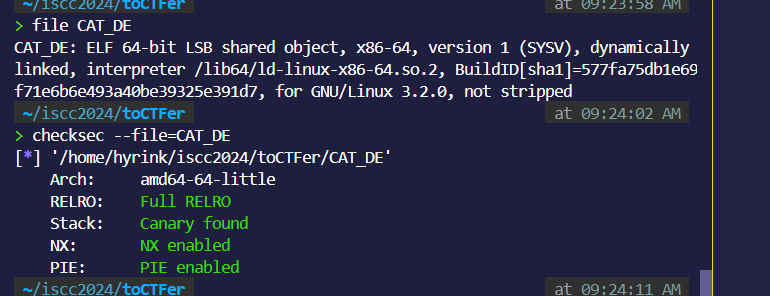 ~/iscc2024/toCTFer at 09:23:58 AM
> file CAT_DE
CAT_DE: ELF 64-bit LSB shared object, x86-64, version 1 (SYSV), dynamically
linked, interpreter /lib64/ld-linux-x86-64.so.2, BuildID[sha1]=577fa75db1e69
f71e6b6e493a40be39325e391d7, for GNU/Linux 3.2.0, not stripped
~/iscc2024/toCTFer at 09:24:02 AM
> checksec --file=CAT_DE
[*] '/home/hyrink/iscc2024/toCTFer/CAT_DE'
Arch: amd64-64-little
RELRO: Full RELRO
Stack: Canary found
NX: NX enabled
PIE: PIE enabled
~/iscc2024/toCTFer at 09:24:11 AM